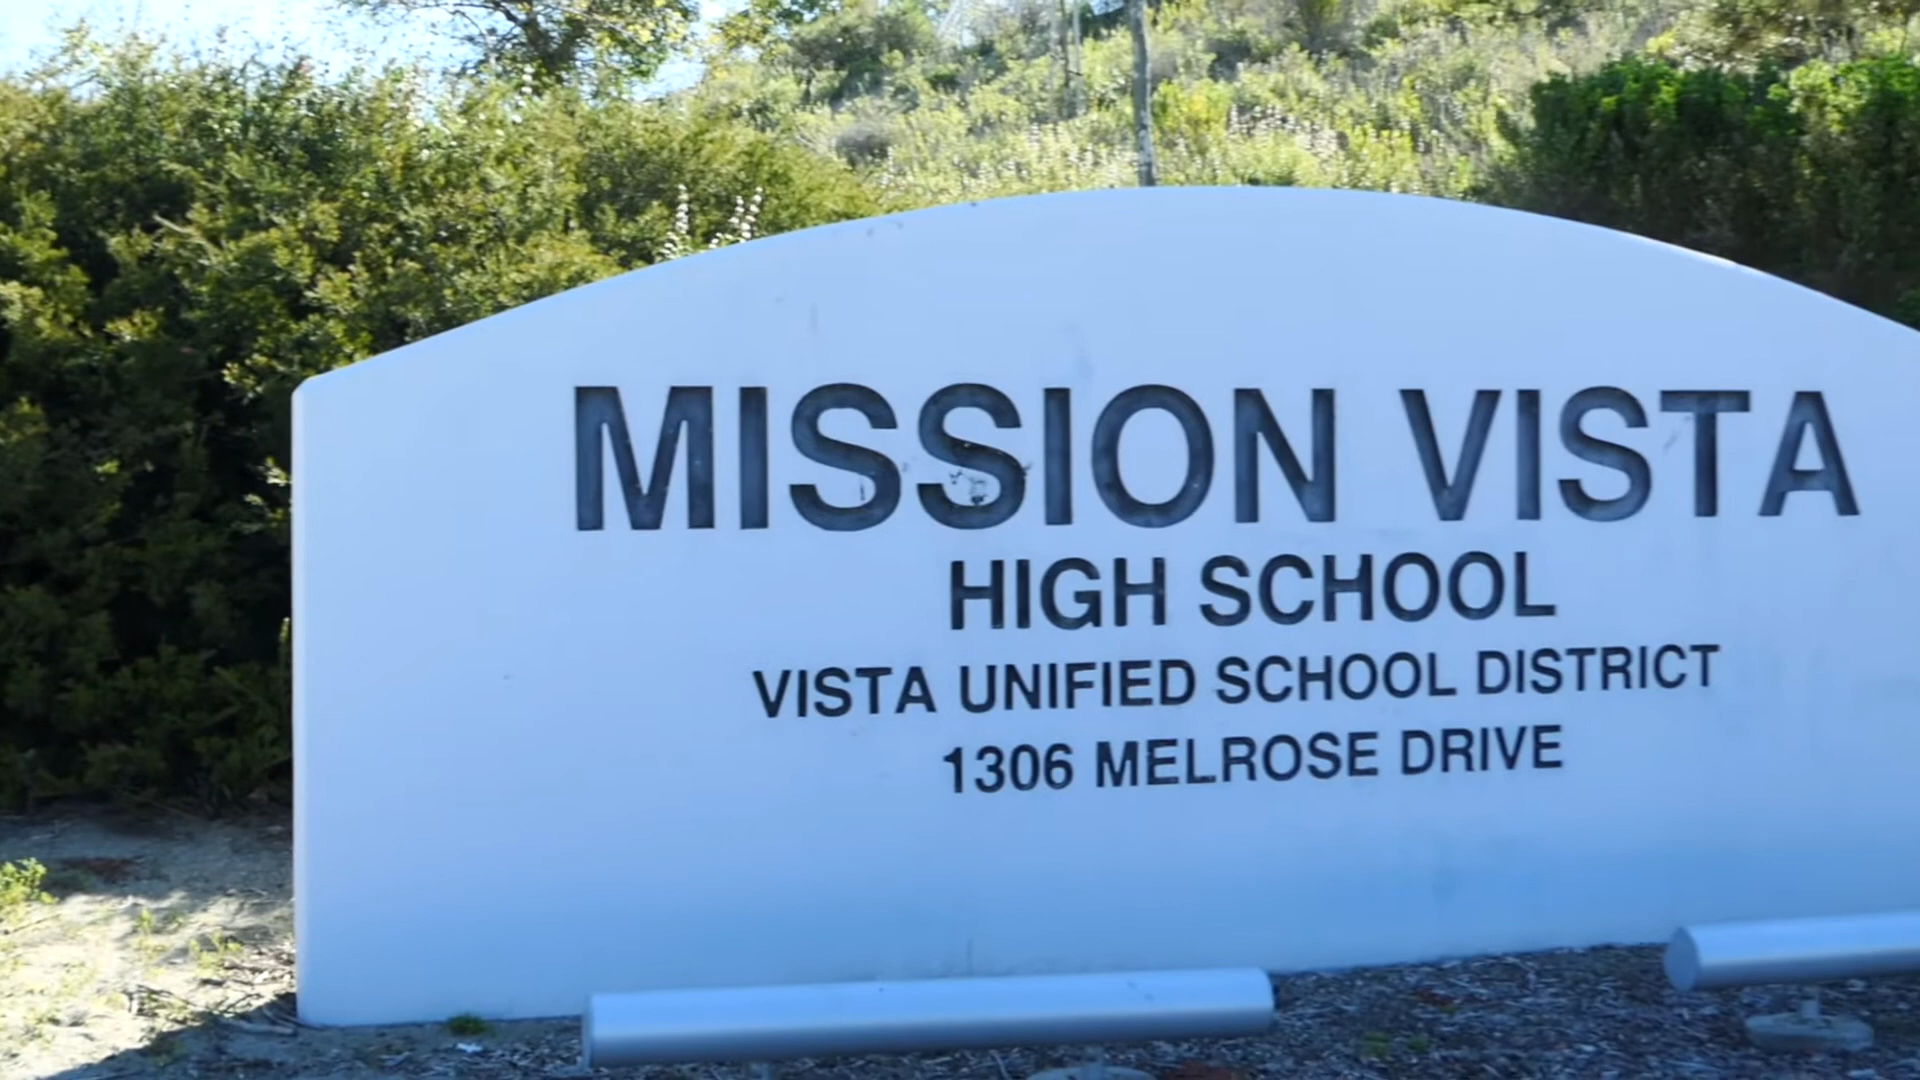 MISSION VISTA
HIGH SCHOOL
VISTA UNIFIED SCHOOL DISTRICT
1306 MELROSE DRIVE